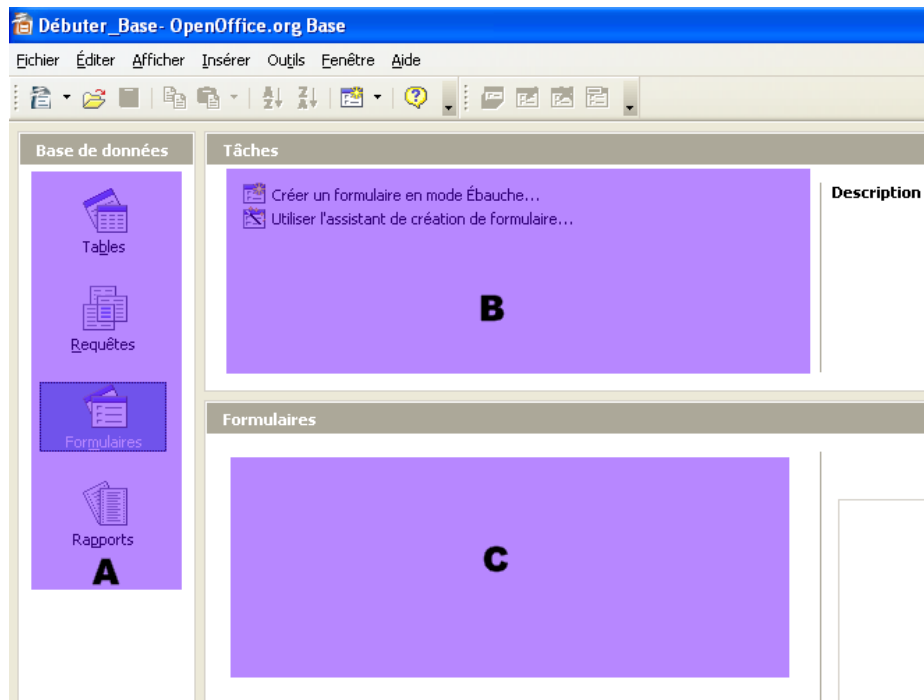 Débuter_Base- OpenOffice.org Base
Fichier Éditer Afficher Insérer Outils Fenêtre Aide
Base de données
Tables
Requêtes
Formulaires
Rapports
A
Tâches
Créer un formulaire en mode Ébauche...
Utiliser l'assistant de création de formulaire...
B
Description
Formulaires
C